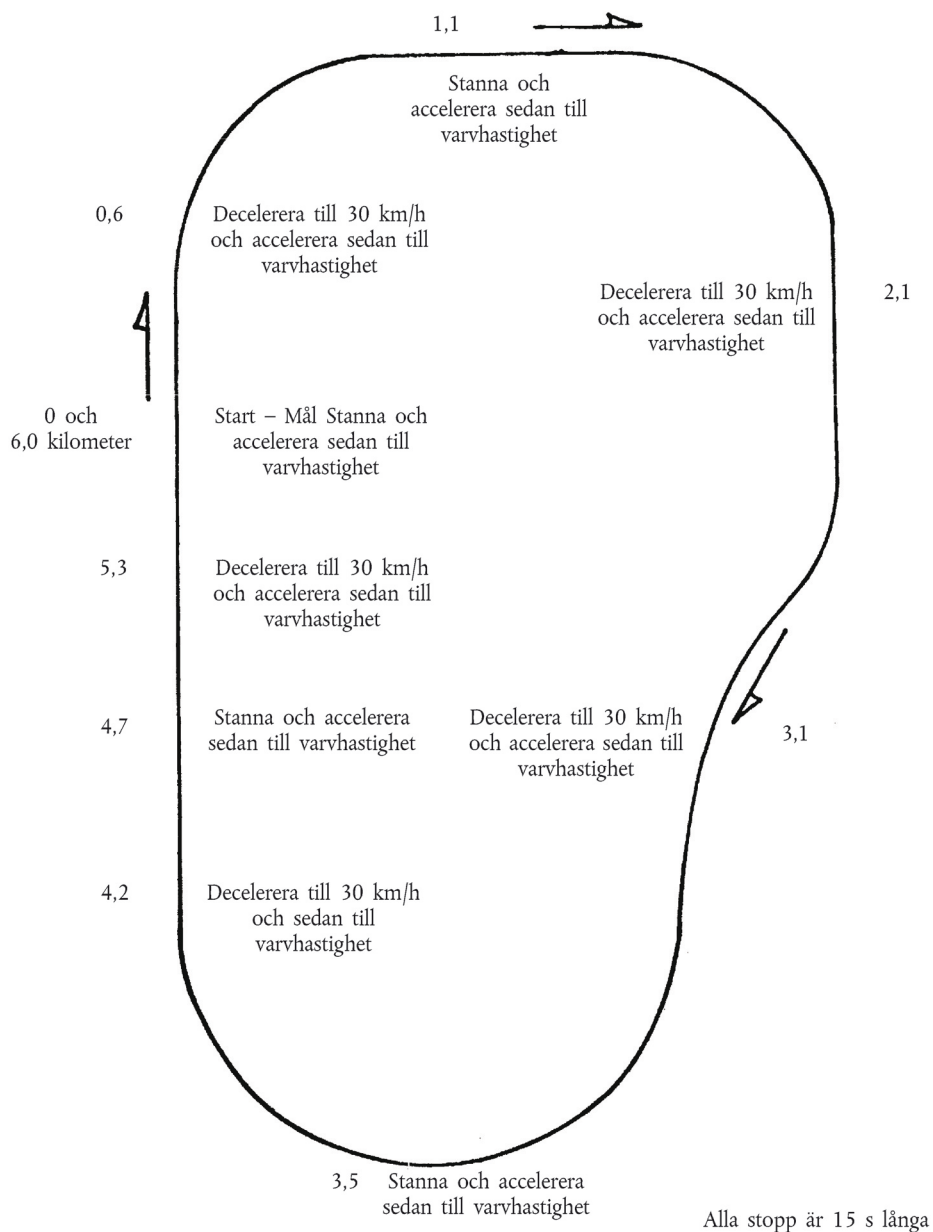 1,1
Stanna och
accelerera sedan till
varvhastighet
0,6
Decelerera till 30 km/h
och accelerera sedan till
varvhastighet
Decelerera till 30 km/h
och accelerera sedan till
varvhastighet
2,1
0 och
6,0 kilometer
Start – Mål Stanna och
accelerera sedan till
varvhastighet
5,3
Decelerera till 30 km/h
och accelerera sedan till
varvhastighet
4,7
Stanna och accelerera
sedan till varvhastighet
Decelerera till 30 km/h
och accelerera sedan till
varvhastighet
3,1
4,2
Decelerera till 30 km/h
och sedan till
varvhastighet
3,5 Stanna och accelerera
sedan till varvhastighet
Alla stopp är 15 s långa